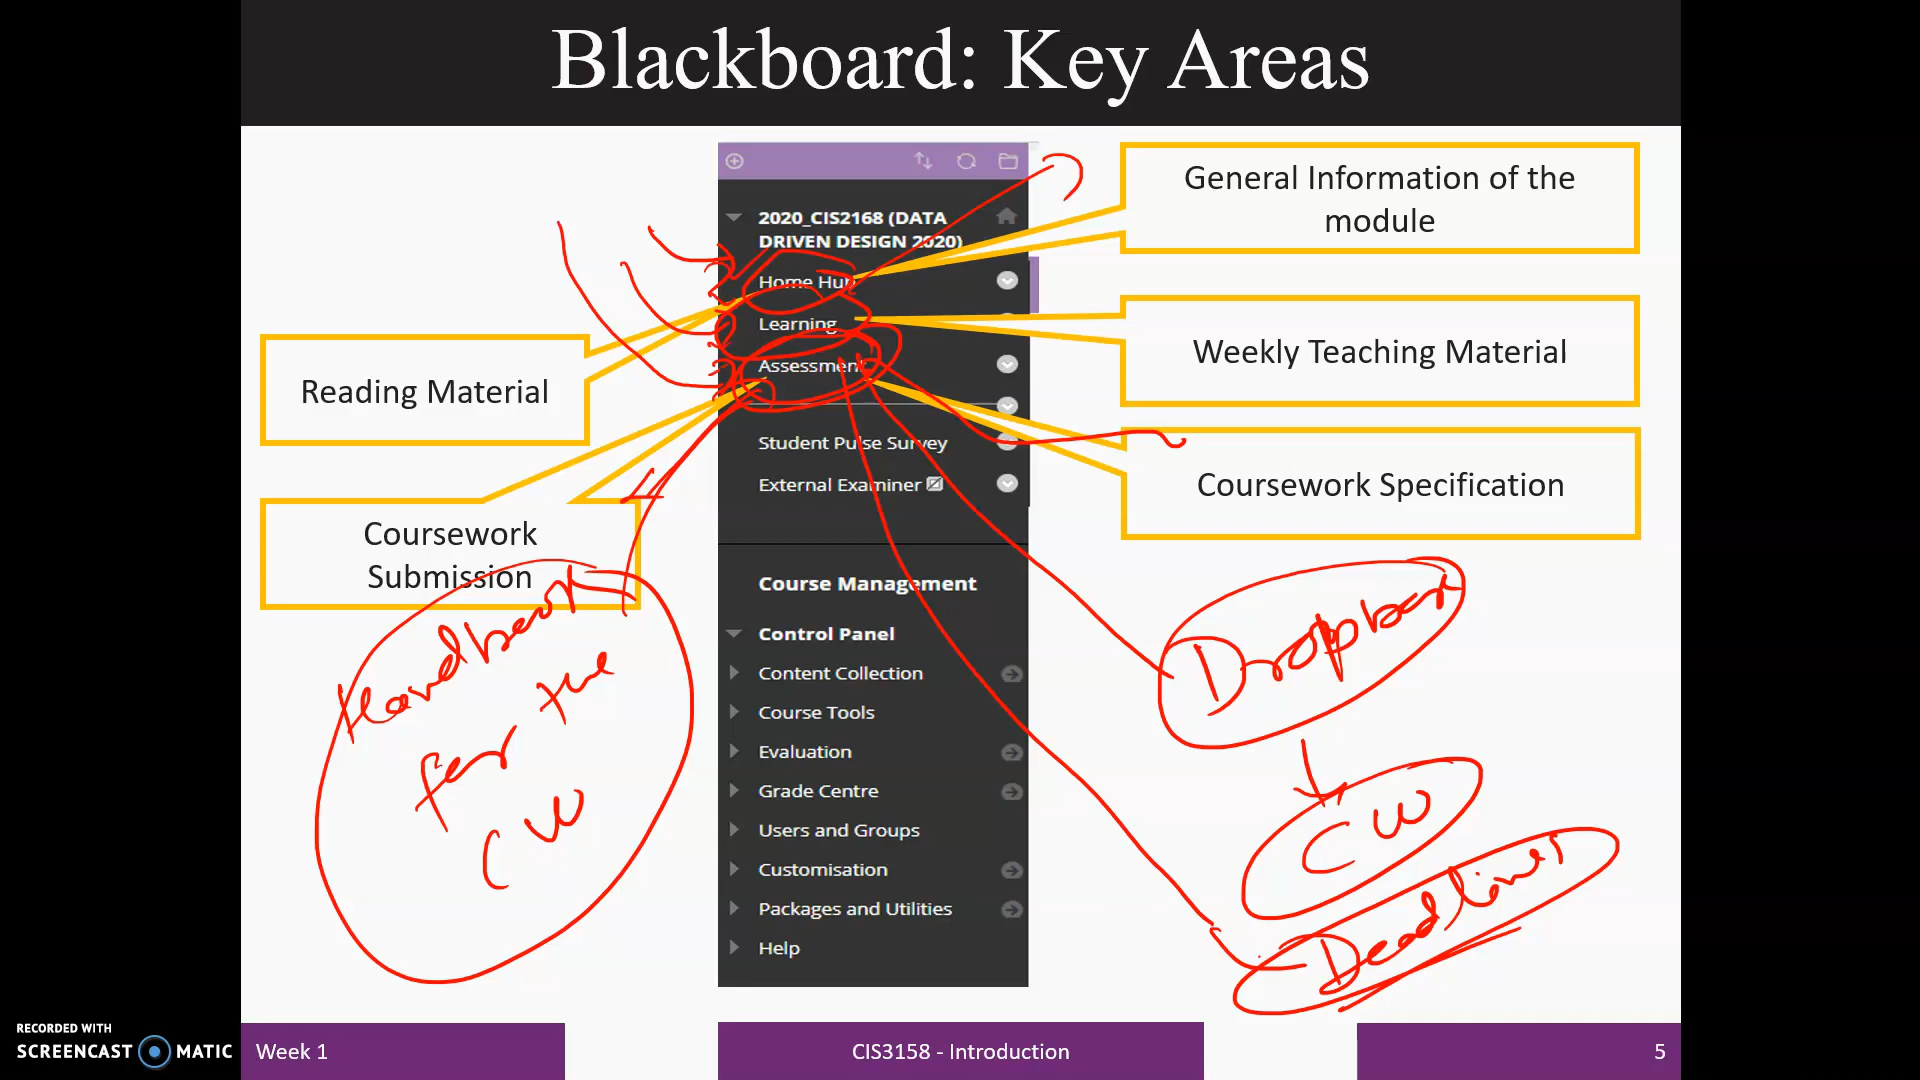 Blackboard: Key Areas
2020_CIS2168 (DATA
DRIVEN DESIGN 2020)
Home Hub
Learning
Assessment
Student Pulse Survey
External Examiner
Course Management
Control Panel
Content Collection
Course Tools
Evaluation
Grade Centre
Users and Groups
Customisation
Packages and Utilities
Help
Reading Material
Coursework
Submission
General Information of the
module
Weekly Teaching Material
Coursework Specification
Handbook
for the
CW
Dropbox
CW
Deadlines
RECORDED WITH
SCREENCAST MATIC
Week 1
CIS3158 - Introduction
5